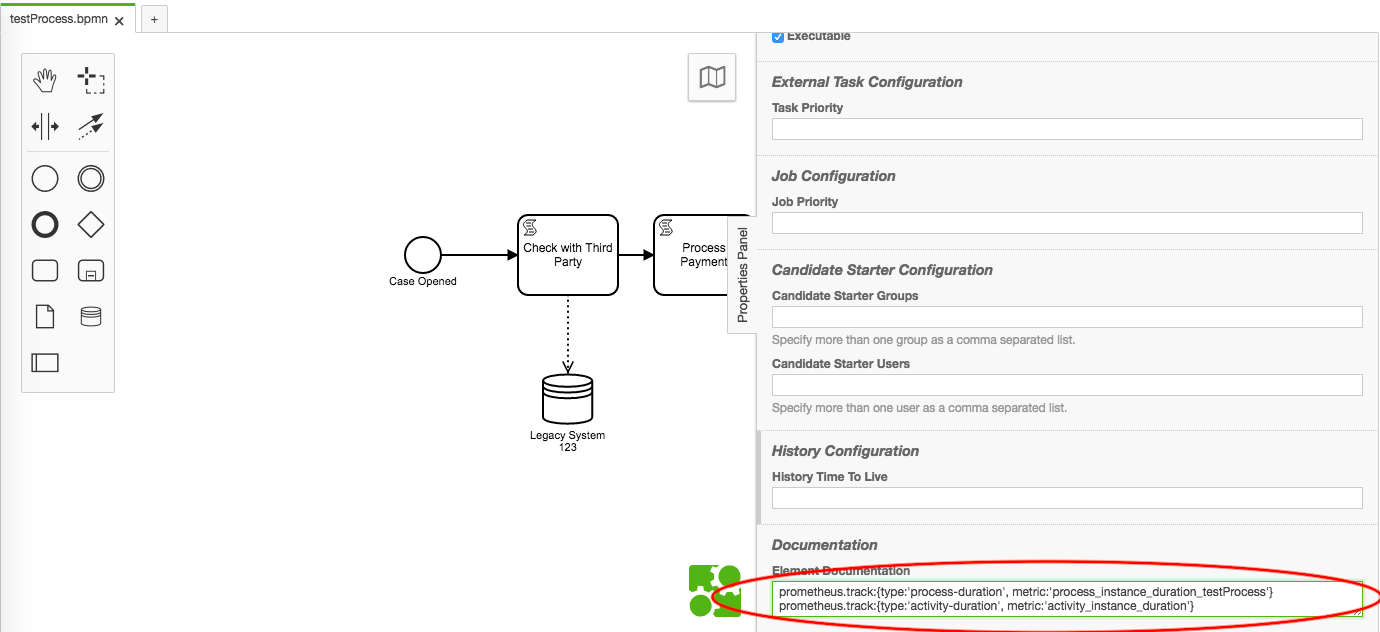 testProcess.bpmn
+
Executable
External Task Configuration
Task Priority
Job Configuration
Job Priority
Candidate Starter Configuration
Candidate Starter Groups
Specify more than one group as a comma separated list.
Candidate Starter Users
Specify more than one user as a comma separated list.
History Configuration
History Time To Live
Documentation
Element Documentation
prometheus.track:{type:'process-duration', metric:'process_instance_duration_testProcess'}
prometheus.track:{type:'activity-duration', metric:'activity_instance_duration'}
Properties Panel
Case Opened
Check with Third
Party
Process
Payment
Legacy System
123